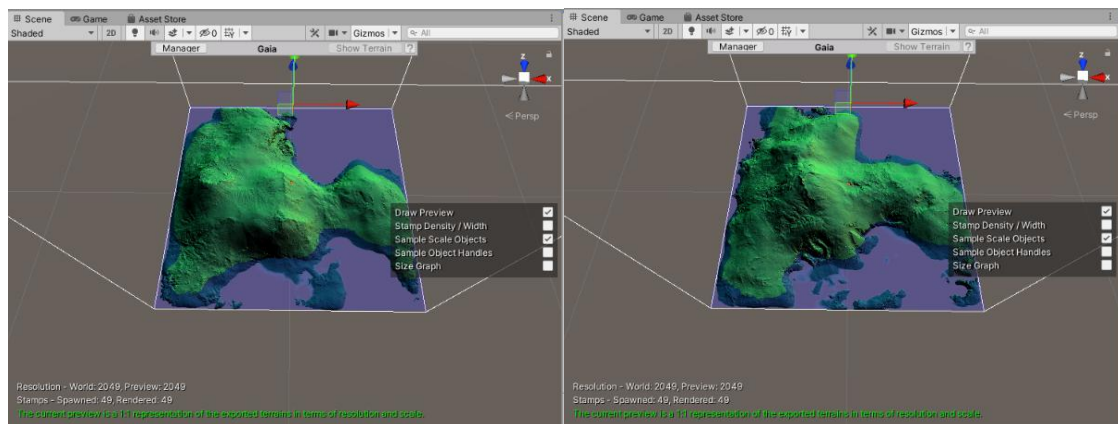 Scene Game Asset Store
Shaded 2D 0 Gizmos All
Manager Gaia Show Terrain ?
z
x
< Persp
Draw Preview
Stamp Density / Width
Sample Scale Objects
Sample Object Handles
Size Graph
Resolution - World: 2049, Preview: 2049
Stamps - Spawned: 49, Rendered: 49
The current preview is a 1:1 representation of the exported terrains in terms of resolution and scale.
Scene Game Asset Store
Shaded 2D 0 Gizmos All
Manager Gaia Show Terrain ?
z
x
< Persp
Draw Preview
Stamp Density / Width
Sample Scale Objects
Sample Object Handles
Size Graph
Resolution - World: 2049, Preview: 2049
Stamps - Spawned: 49, Rendered: 49
The current preview is a 1:1 representation of the exported terrains in terms of resolution and scale.